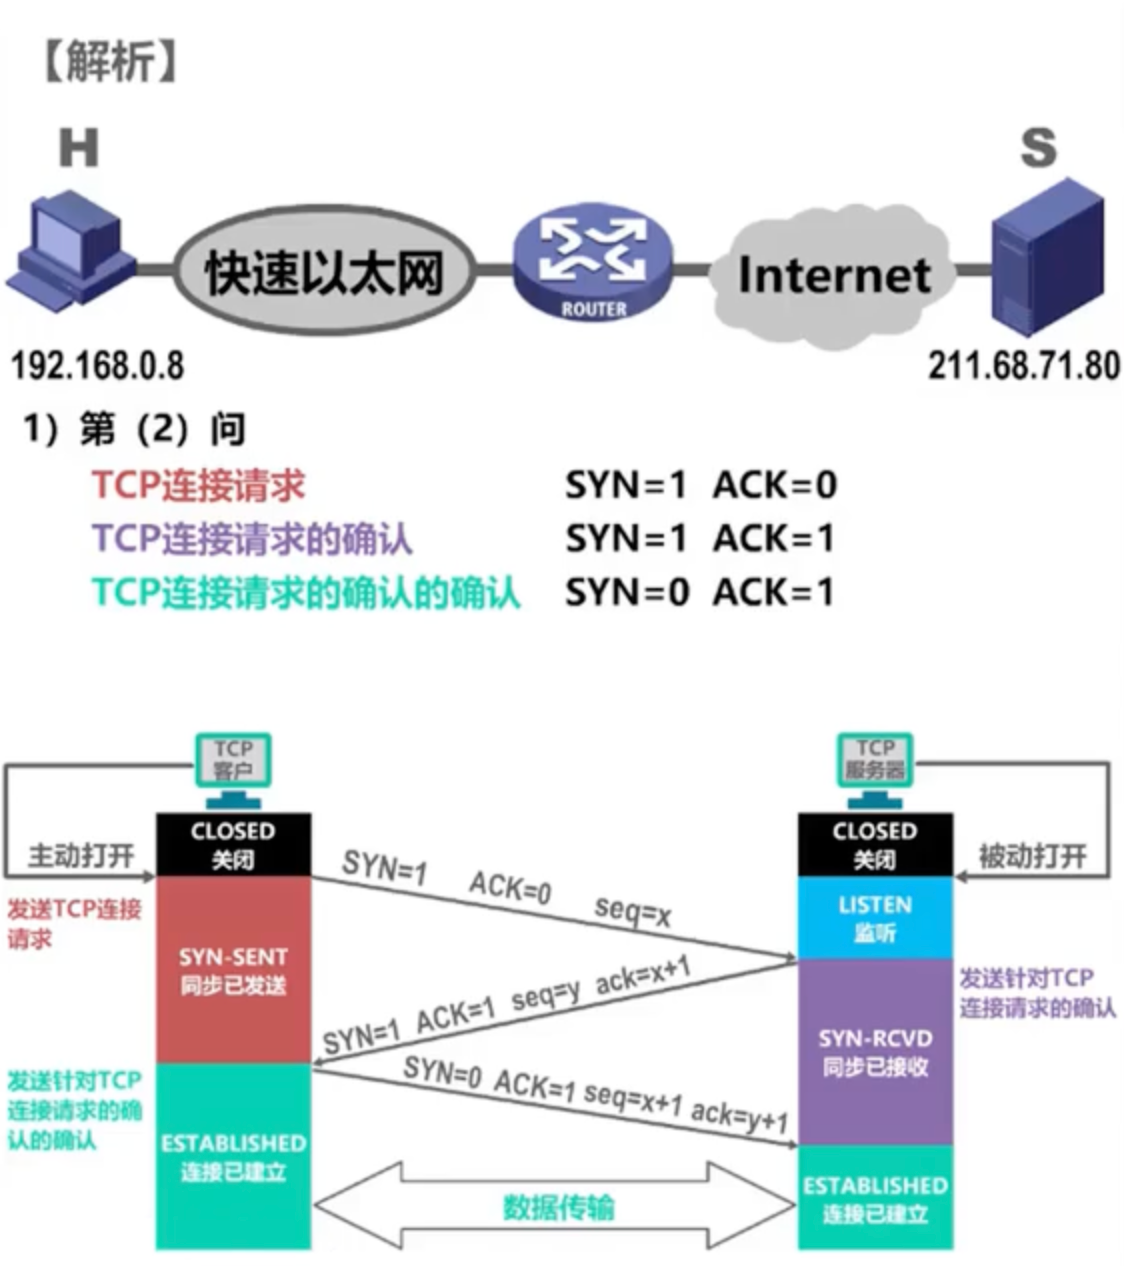 【解析】
H
S
快速以太网
ROUTER
Internet
192.168.0.8
211.68.71.80
1）第（2）问
TCP连接请求 SYN=1 ACK=0
TCP连接请求的确认 SYN=1 ACK=1
TCP连接请求的确认的确认 SYN=0 ACK=1
TCP
客户
TCP
服务器
主动打开
CLOSED
关闭
CLOSED
关闭
被动打开
SYN=1 ACK=0 seq=x
发送TCP连接
请求
SYN-SENT
同步已发送
LISTEN
监听
SYN=1 ACK=1 seq=y ack=x+1
发送针对TCP
连接请求的确认
SYN-RCVD
同步已接收
SYN=0 ACK=1 seq=x+1 ack=y+1
发送针对TCP
连接请求的确
认的确认
ESTABLISHED
连接已建立
数据传输
ESTABLISHED
连接已建立